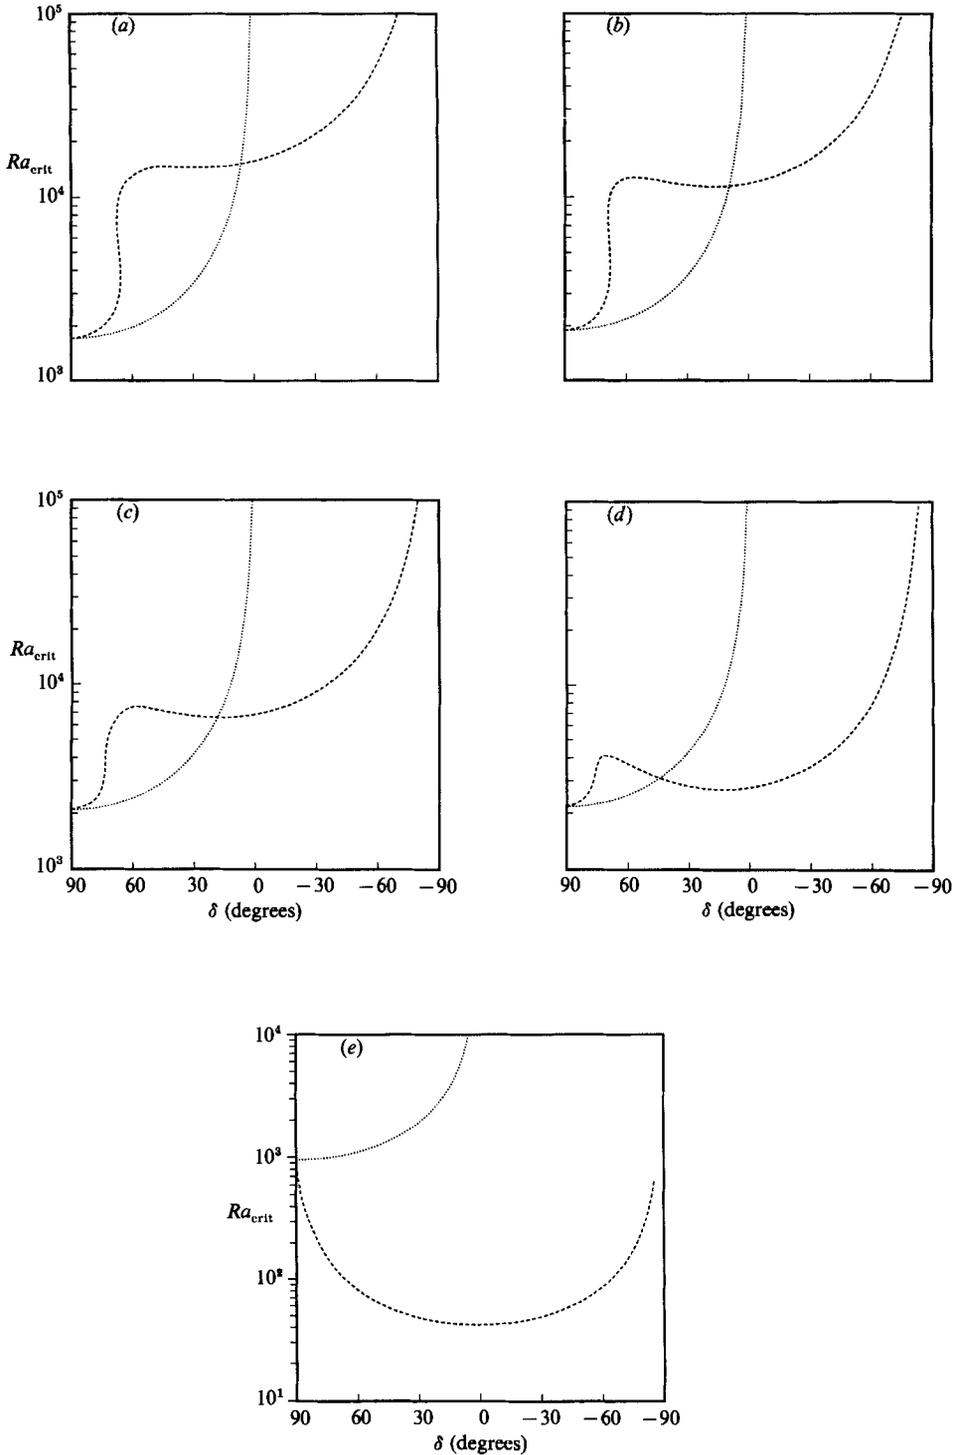 10⁵ (a) (b)
Ra_crit
10⁴
10³
10⁵ (c) (d)
Ra_crit
10⁴
10³
90 60 30 0 −30 −60 −90 90 60 30 0 −30 −60 −90
δ (degrees) δ (degrees)
10⁴ (e)
10³
Ra_crit
10²
10¹
90 60 30 0 −30 −60 −90
δ (degrees)